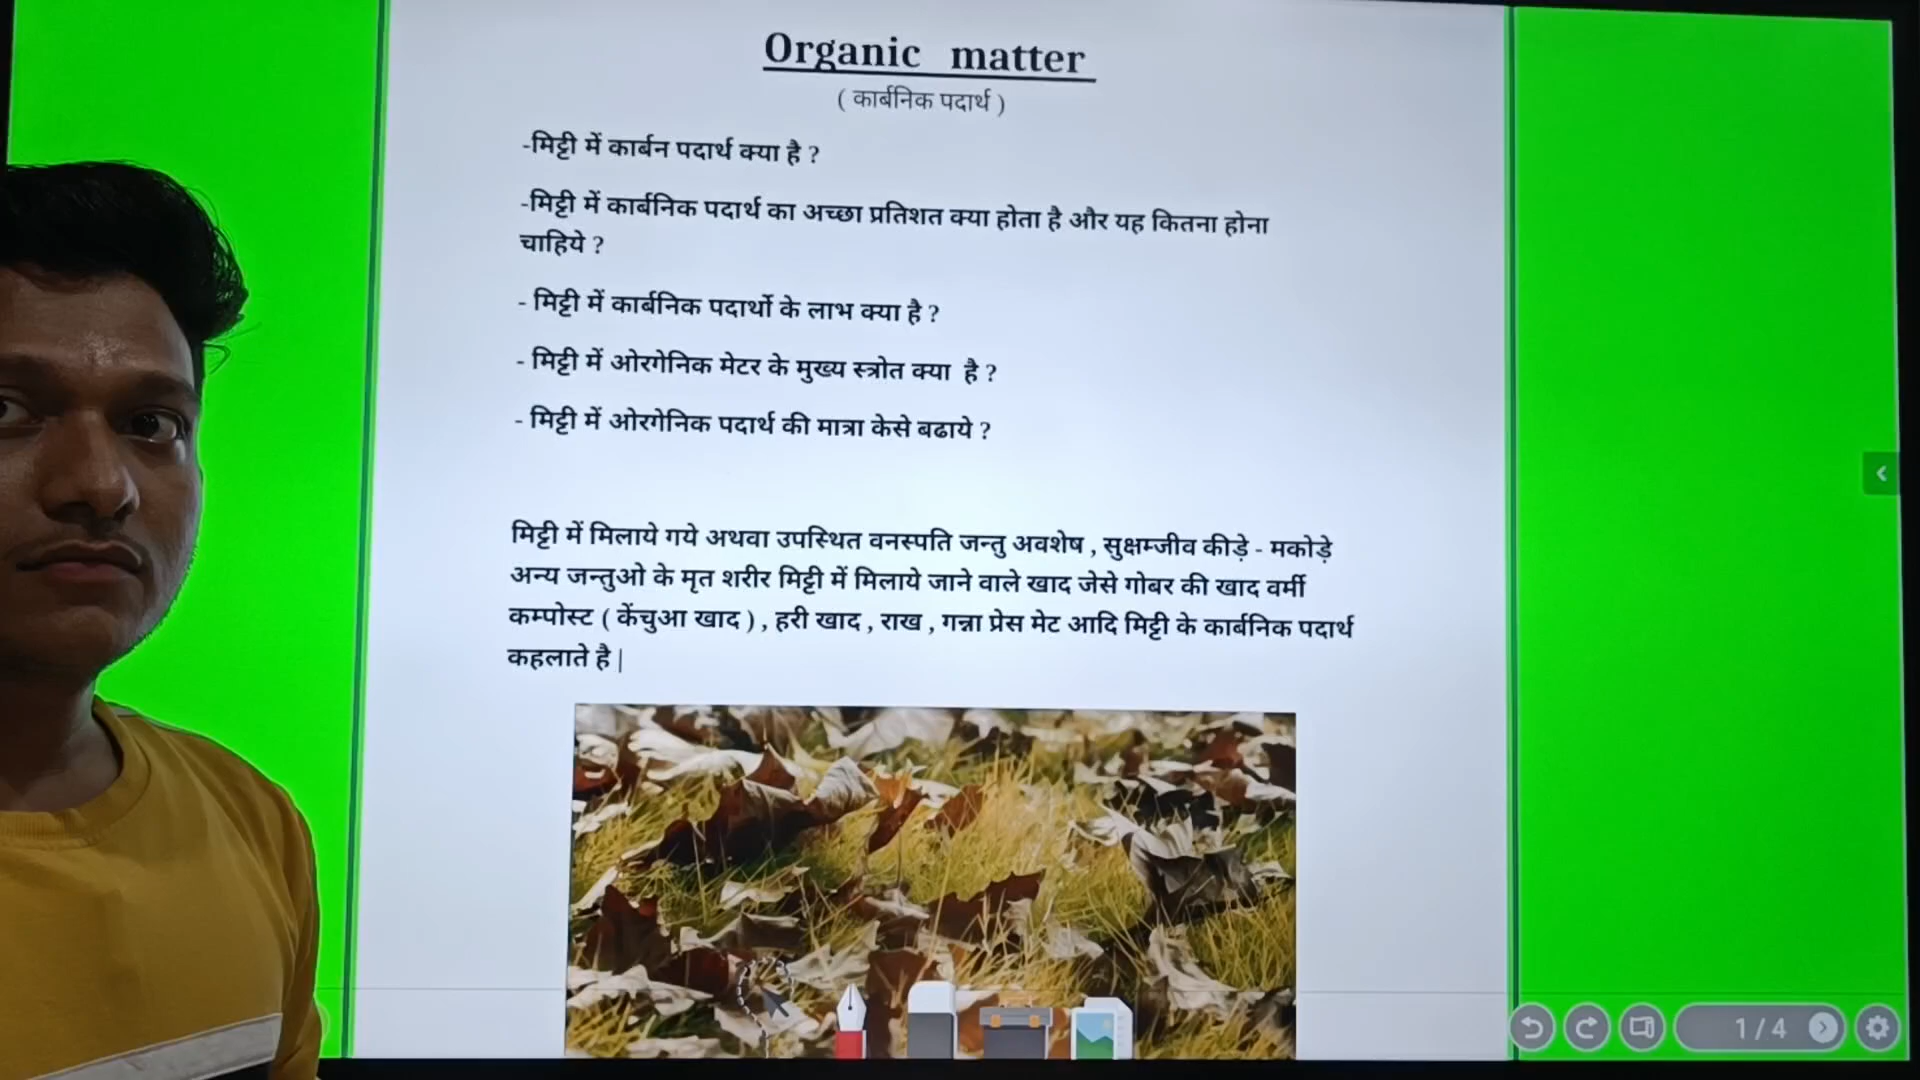 Organic matter
( कार्बनिक पदार्थ )
-मिट्टी में कार्बन पदार्थ क्या है ?
-मिट्टी में कार्बनिक पदार्थ का अच्छा प्रतिशत क्या होता है और यह कितना होना
चाहिये ?
- मिट्टी में कार्बनिक पदार्थो के लाभ क्या है ?
- मिट्टी में ओरगेनिक मेटर के मुख्य स्त्रोत क्या है ?
- मिट्टी में ओरगेनिक पदार्थ की मात्रा केसे बढाये ?
मिट्टी में मिलाये गये अथवा उपस्थित वनस्पति जन्तु अवशेष , सुक्षम्जीव कीड़े - मकोड़े
अन्य जन्तुओ के मृत शरीर मिट्टी में मिलाये जाने वाले खाद जेसे गोबर की खाद वर्मी
कम्पोस्ट ( केंचुआ खाद ) , हरी खाद , राख , गन्ना प्रेस मेट आदि मिट्टी के कार्बनिक पदार्थ
कहलाते है |
1 / 4